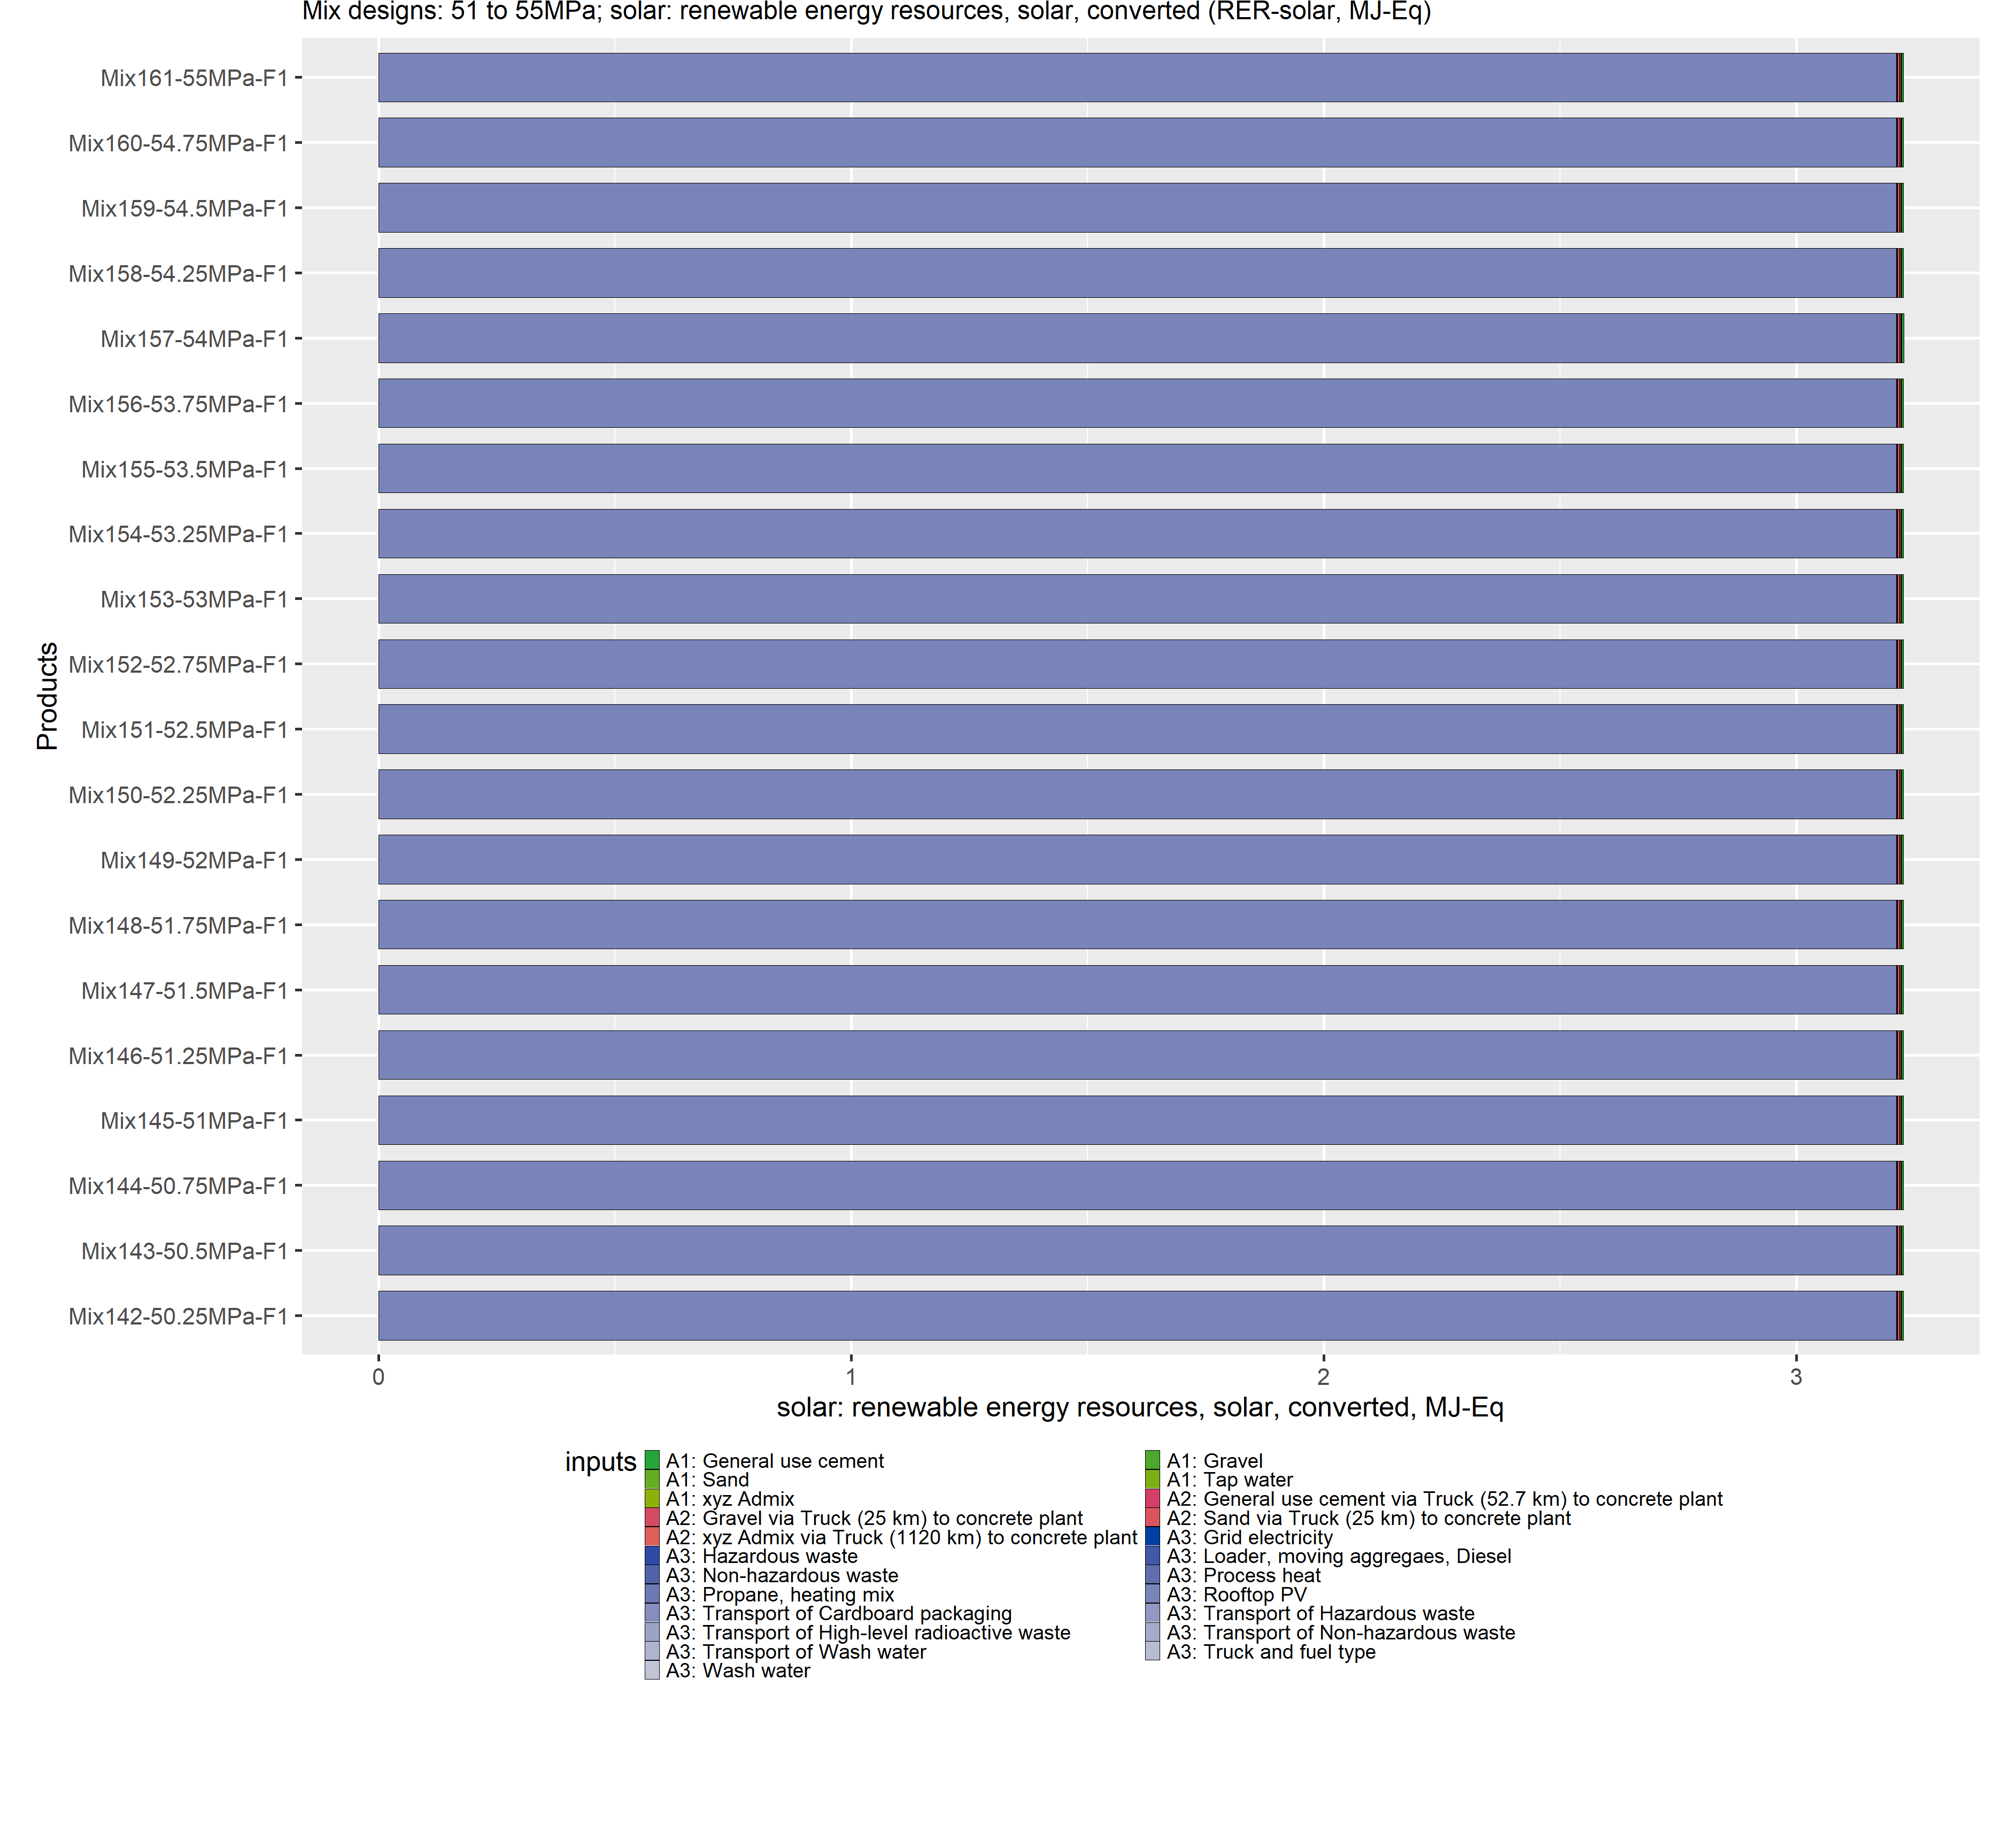 Mix designs: 51 to 55MPa; solar: renewable energy resources, solar, converted (RER-solar, MJ-Eq)
Mix161-55MPa-F1
Mix160-54.75MPa-F1
Mix159-54.5MPa-F1
Mix158-54.25MPa-F1
Mix157-54MPa-F1
Mix156-53.75MPa-F1
Mix155-53.5MPa-F1
Mix154-53.25MPa-F1
Mix153-53MPa-F1
Mix152-52.75MPa-F1
Mix151-52.5MPa-F1
Mix150-52.25MPa-F1
Mix149-52MPa-F1
Mix148-51.75MPa-F1
Mix147-51.5MPa-F1
Mix146-51.25MPa-F1
Mix145-51MPa-F1
Mix144-50.75MPa-F1
Mix143-50.5MPa-F1
Mix142-50.25MPa-F1
Products
0 1 2 3
solar: renewable energy resources, solar, converted, MJ-Eq
inputs
A1: General use cement
A1: Gravel
A1: Sand
A1: Tap water
A1: xyz Admix
A2: General use cement via Truck (52.7 km) to concrete plant
A2: Gravel via Truck (25 km) to concrete plant
A2: Sand via Truck (25 km) to concrete plant
A2: xyz Admix via Truck (1120 km) to concrete plant
A3: Grid electricity
A3: Hazardous waste
A3: Loader, moving aggregaes, Diesel
A3: Non-hazardous waste
A3: Process heat
A3: Propane, heating mix
A3: Rooftop PV
A3: Transport of Cardboard packaging
A3: Transport of Hazardous waste
A3: Transport of High-level radioactive waste
A3: Transport of Non-hazardous waste
A3: Transport of Wash water
A3: Truck and fuel type
A3: Wash water